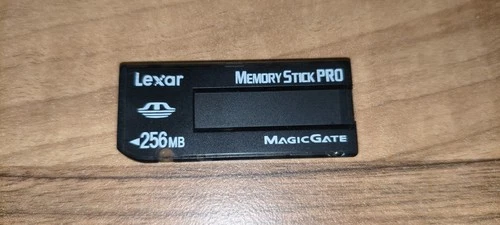 Lexar
MEMORY STICK PRO
256MB
MAGICGATE